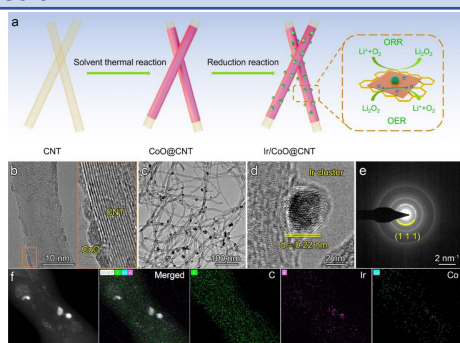 a
Solvent thermal reaction
Reduction reaction
ORR
Li⁺+O₂
Li₂O₂
Li₂O₂
Li⁺+O₂
OER
CNT
CoO@CNT
Ir/CoO@CNT
b
CNT
CoO
10 nm
c
100 nm
d
Ir cluster
d = 0.22 nm
2 nm
e
(1 1 1)
2 nm⁻¹
f
Merged
C
Ir
Co